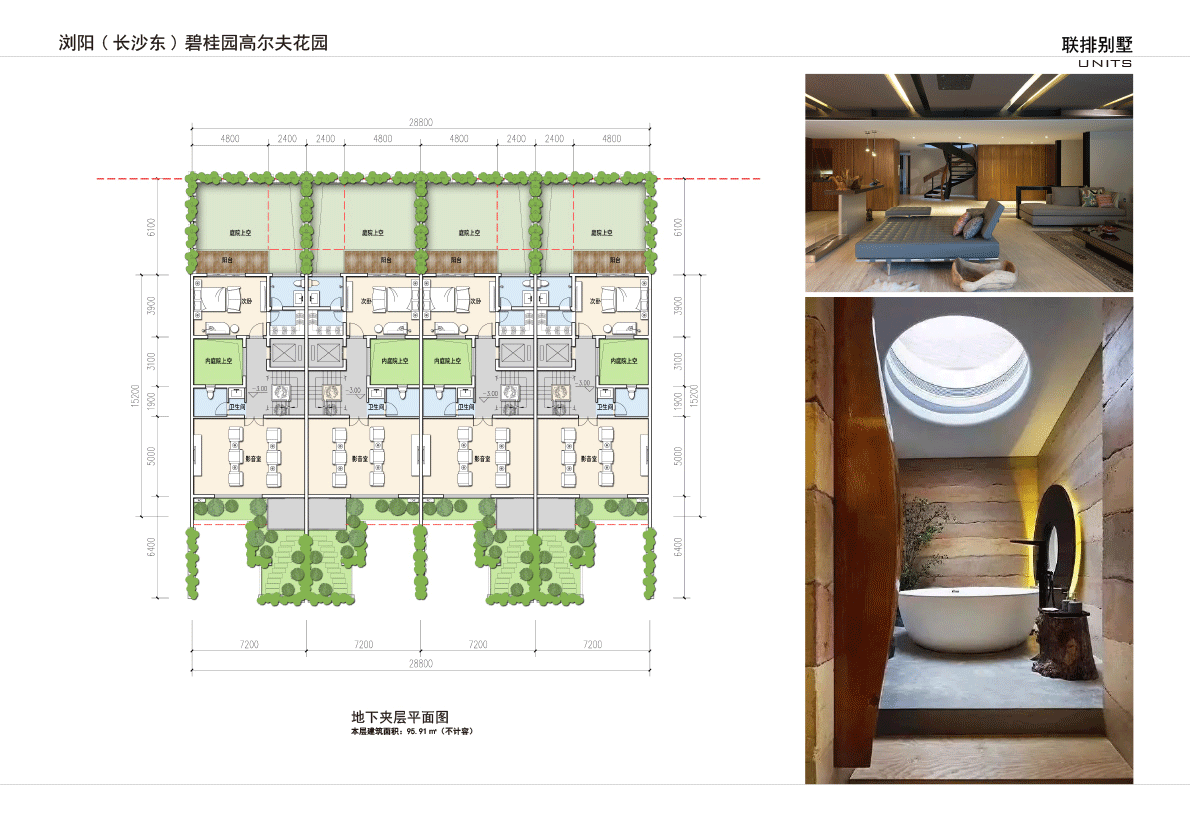 浏阳（长沙东）碧桂园高尔夫花园
联排别墅
UNITS
28800
4800 2400 2400 4800 4800 2400 2400 4800
6100 6100
庭院上空 庭院上空 庭院上空 庭院上空
阳台 阳台 阳台 阳台
3900 次卧 次卧 次卧 次卧 3900
3100 内庭院上空 内庭院上空 内庭院上空 内庭院上空 3100
-3.00 -3.00 -3.00 -3.00
15200 1900 1900 15200
卫生间 卫生间 卫生间 卫生间
5000 影音室 影音室 影音室 影音室 5000
6400 6400
7200 7200 7200 7200
28800
地下夹层平面图
本层建筑面积：95.91㎡（不计容）